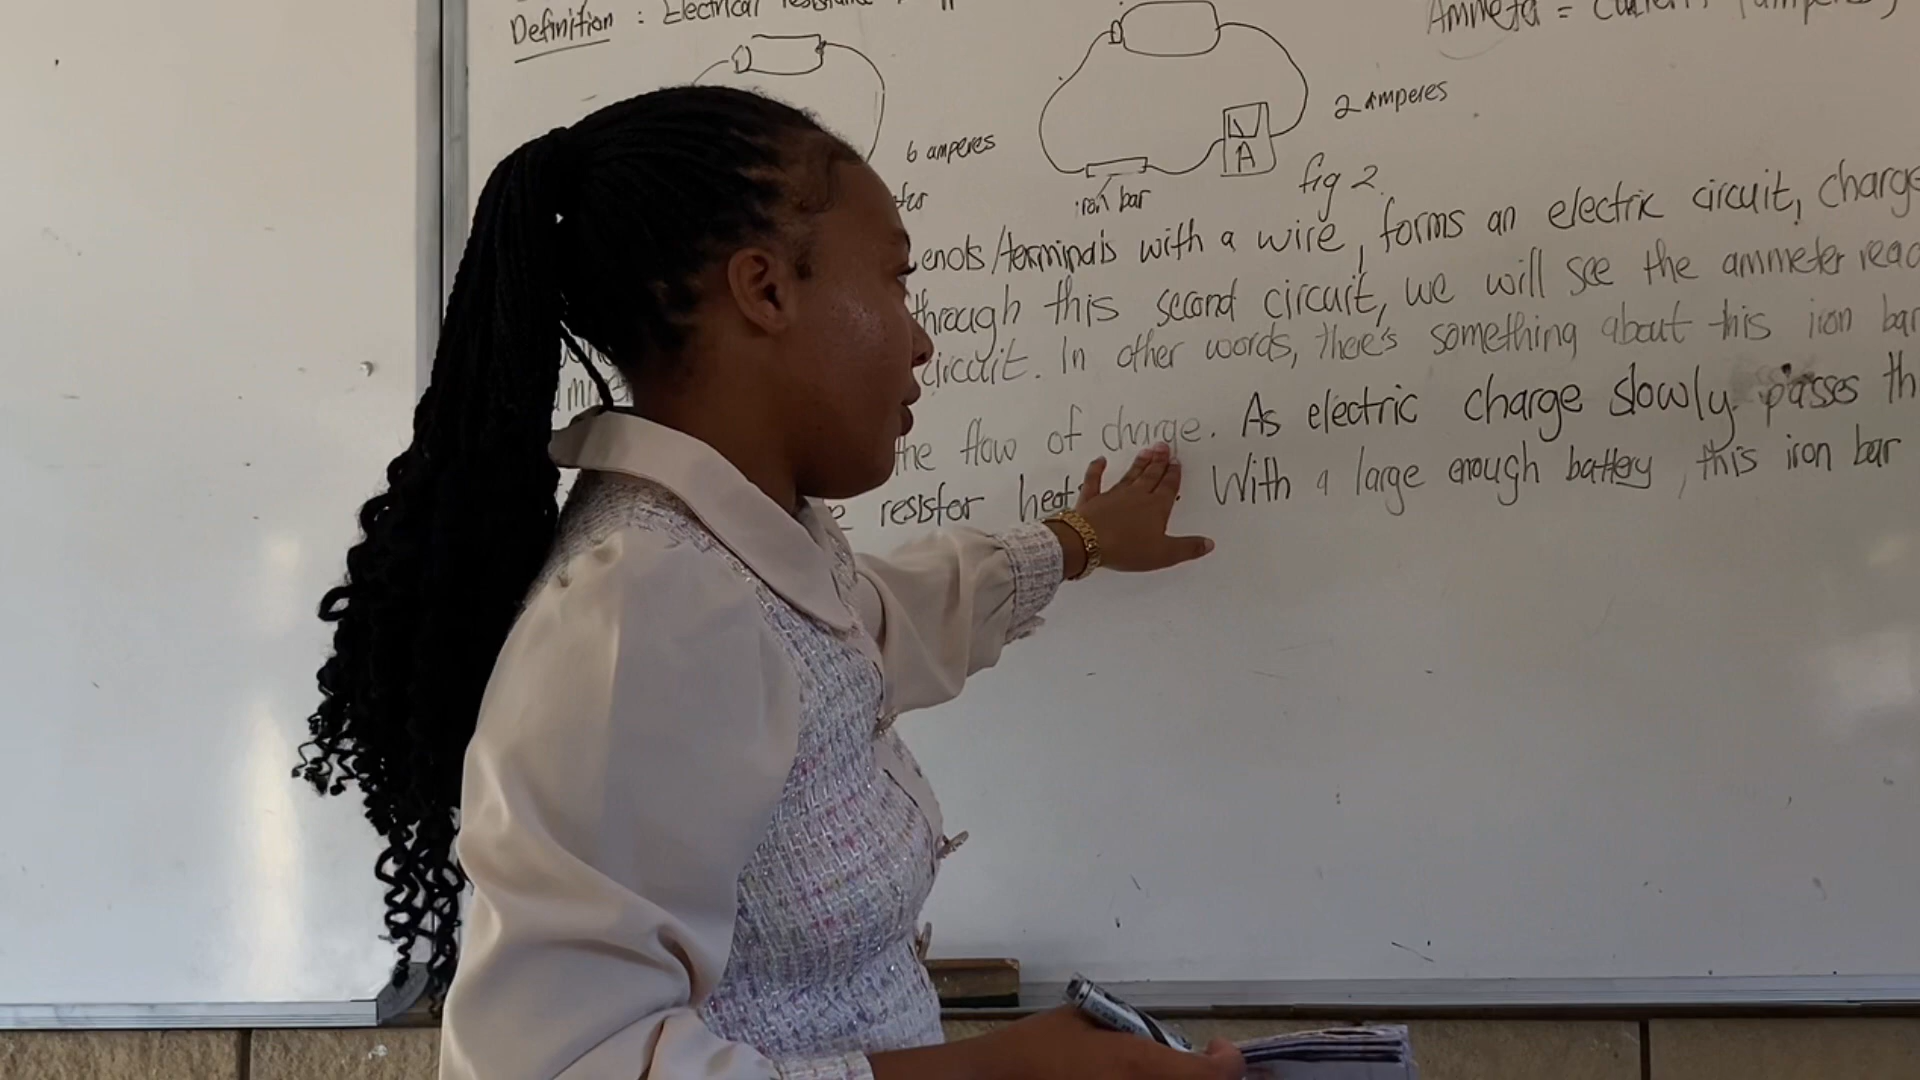 Definition : Electrical resistance
Ammeter =
2 amperes
6 amperes
A
iron bar
fig 2.
ends/terminals with a wire, forms an electric circuit, charge
through this second circuit, we will see the ammeter read
circuit. In other words, there's something about this iron bar
the flow of charge. As electric charge slowly passes th
resistor heat With a large enough battery, this iron bar